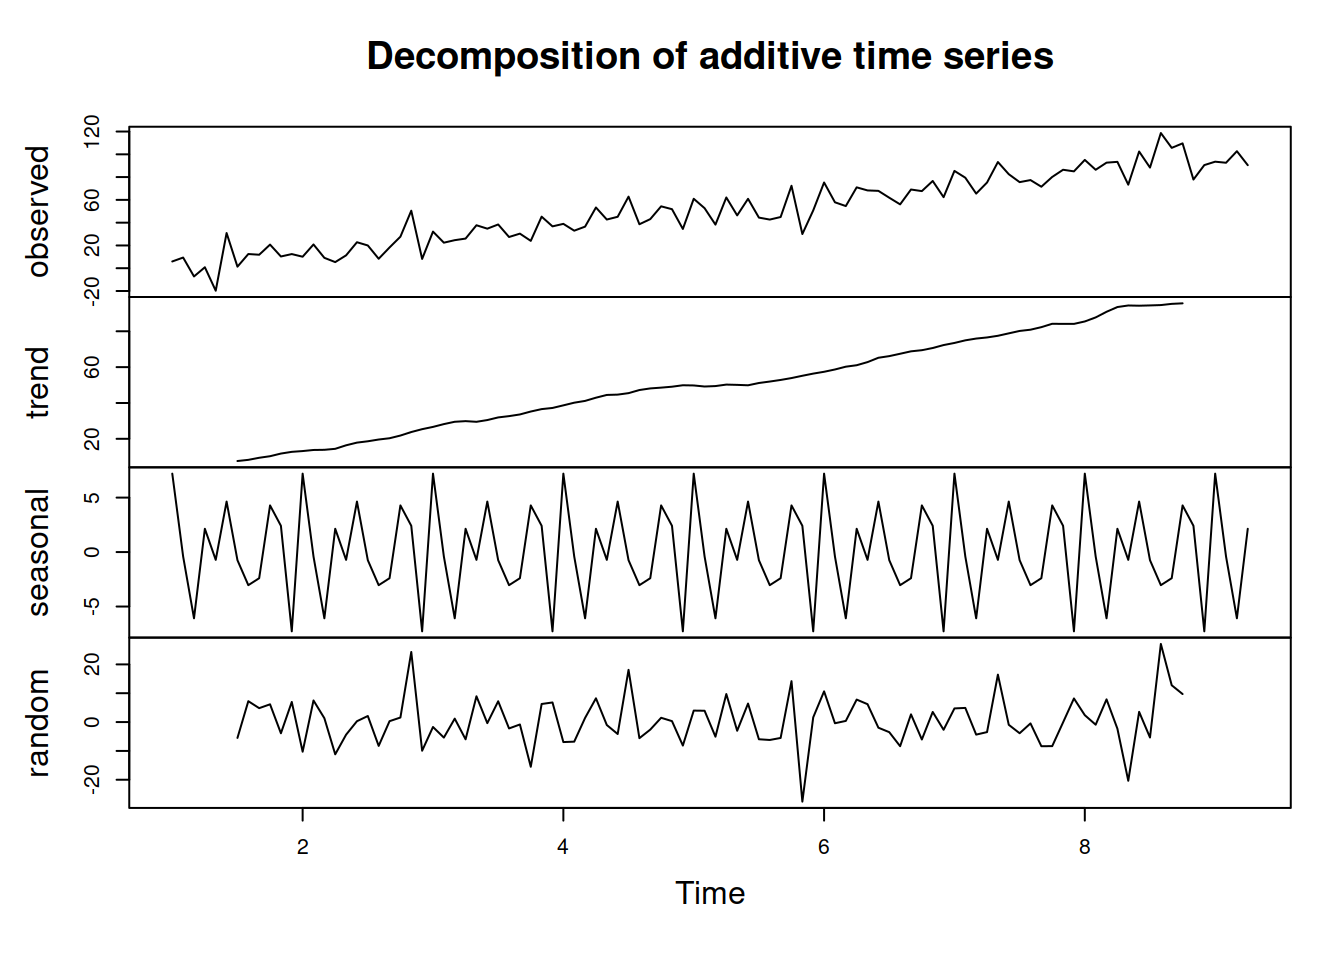 Decomposition of additive time series
observed
-20 20 60 120
trend
20 60
seasonal
-5 0 5
random
-20 0 20
2 4 6 8
Time